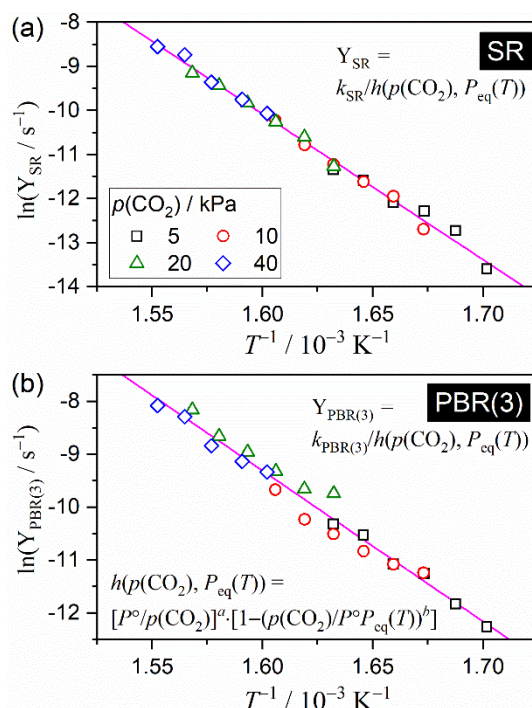 (a)
SR
Y_SR =
k_SR/h(p(CO₂), P_eq(T))
ln(Y_SR / s⁻¹)
-8
-9
-10
-11
-12
-13
-14
p(CO₂) / kPa
5 10
20 40
1.55 1.60 1.65 1.70
T⁻¹ / 10⁻³ K⁻¹
(b)
PBR(3)
Y_PBR(3) =
k_PBR(3)/h(p(CO₂), P_eq(T))
ln(Y_PBR(3) / s⁻¹)
-8
-9
-10
-11
-12
h(p(CO₂), P_eq(T)) =
[P°/p(CO₂)]ᵃ·[1−(p(CO₂)/P°P_eq(T))ᵇ]
1.55 1.60 1.65 1.70
T⁻¹ / 10⁻³ K⁻¹